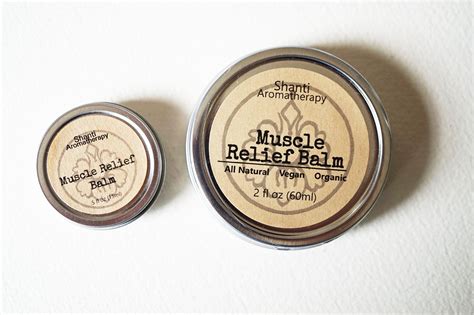 Shanti
Aromatherapy
Muscle Relief
Balm
Shanti
Aromatherapy
Muscle
Relief Balm
All Natural Vegan Organic
2 fl oz (60ml)